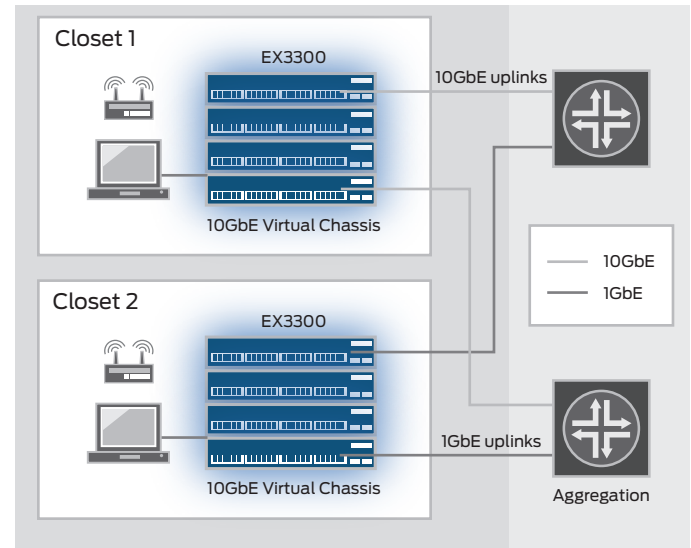 Closet 1
EX3300
10GbE uplinks
10GbE Virtual Chassis
10GbE
1GbE
Closet 2
EX3300
1GbE uplinks
10GbE Virtual Chassis
Aggregation